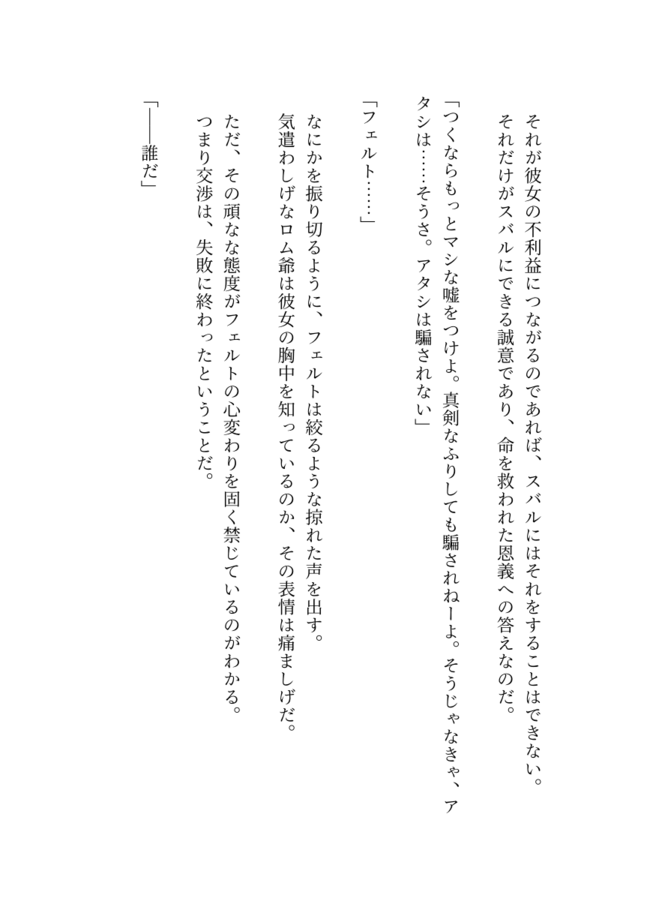 それが彼女の不利益につながるのであれば、スバルにはそれをすることはできない。
それだけがスバルにできる誠意であり、命を救われた恩義への答えなのだ。
「つくならもっとマシな嘘をつけよ。真剣なふりしても騙されねーよ。そうじゃなきゃ、ア
タシは……そうさ。アタシは騙されない」
「フェルト……」
なにかを振り切るように、フェルトは絞るような掠れた声を出す。
気遣わしげなロム爺は彼女の胸中を知っているのか、その表情は痛ましげだ。
ただ、その頑なな態度がフェルトの心変わりを固く禁じているのがわかる。
つまり交渉は、失敗に終わったということだ。
「――誰だ」